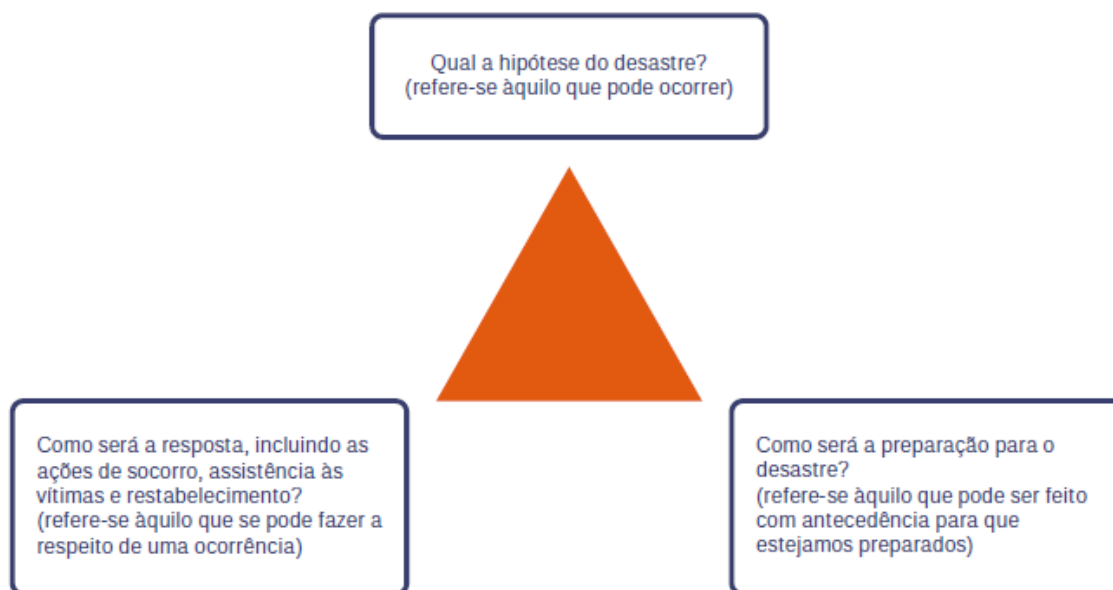 Qual a hipótese do desastre?
(refere-se àquilo que pode ocorrer)
Como será a resposta, incluindo as
ações de socorro, assistência às
vítimas e restabelecimento?
(refere-se àquilo que se pode fazer a
respeito de uma ocorrência)
Como será a preparação para o
desastre?
(refere-se àquilo que pode ser feito
com antecedência para que
estejamos preparados)